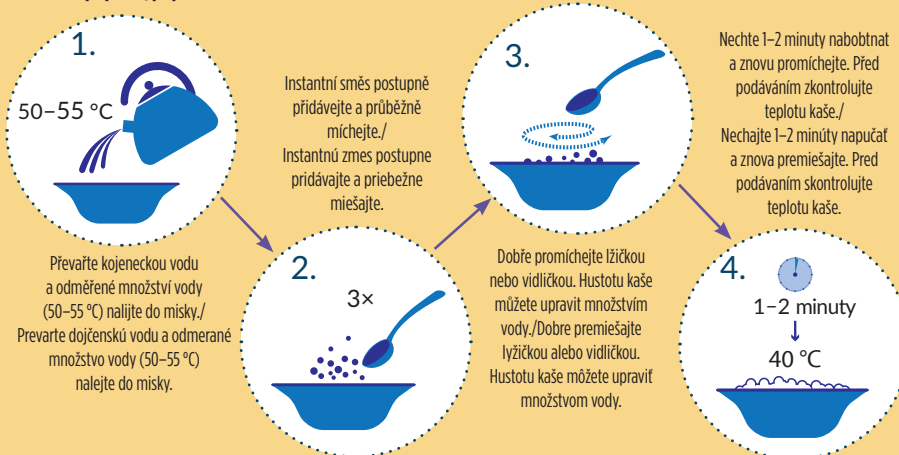 1.
50–55 °C
Převařte kojeneckou vodu
a odměřené množství vody
(50–55 °C) nalijte do misky./
Prevarte dojčenskú vodu a odmerané
množstvo vody (50–55 °C)
nalejte do misky.
Instantní směs postupně
přidávejte a průběžně
míchejte./
Instantnú zmes postupne
pridávajte a priebežne
miešajte.
2.
3×
3.
Dobře promíchejte lžičkou
nebo vidličkou. Hustotu kaše
můžete upravit množstvím
vody./Dobre premiešajte
lyžičkou alebo vidličkou.
Hustotu kaše môžete upraviť
množstvom vody.
Nechte 1–2 minuty nabobtnat
a znovu promíchejte. Před
podáváním zkontrolujte
teplotu kaše./
Nechajte 1–2 minúty napučať
a znova premiešajte. Pred
podávaním skontrolujte
teplotu kaše.
4.
1–2 minuty
40 °C